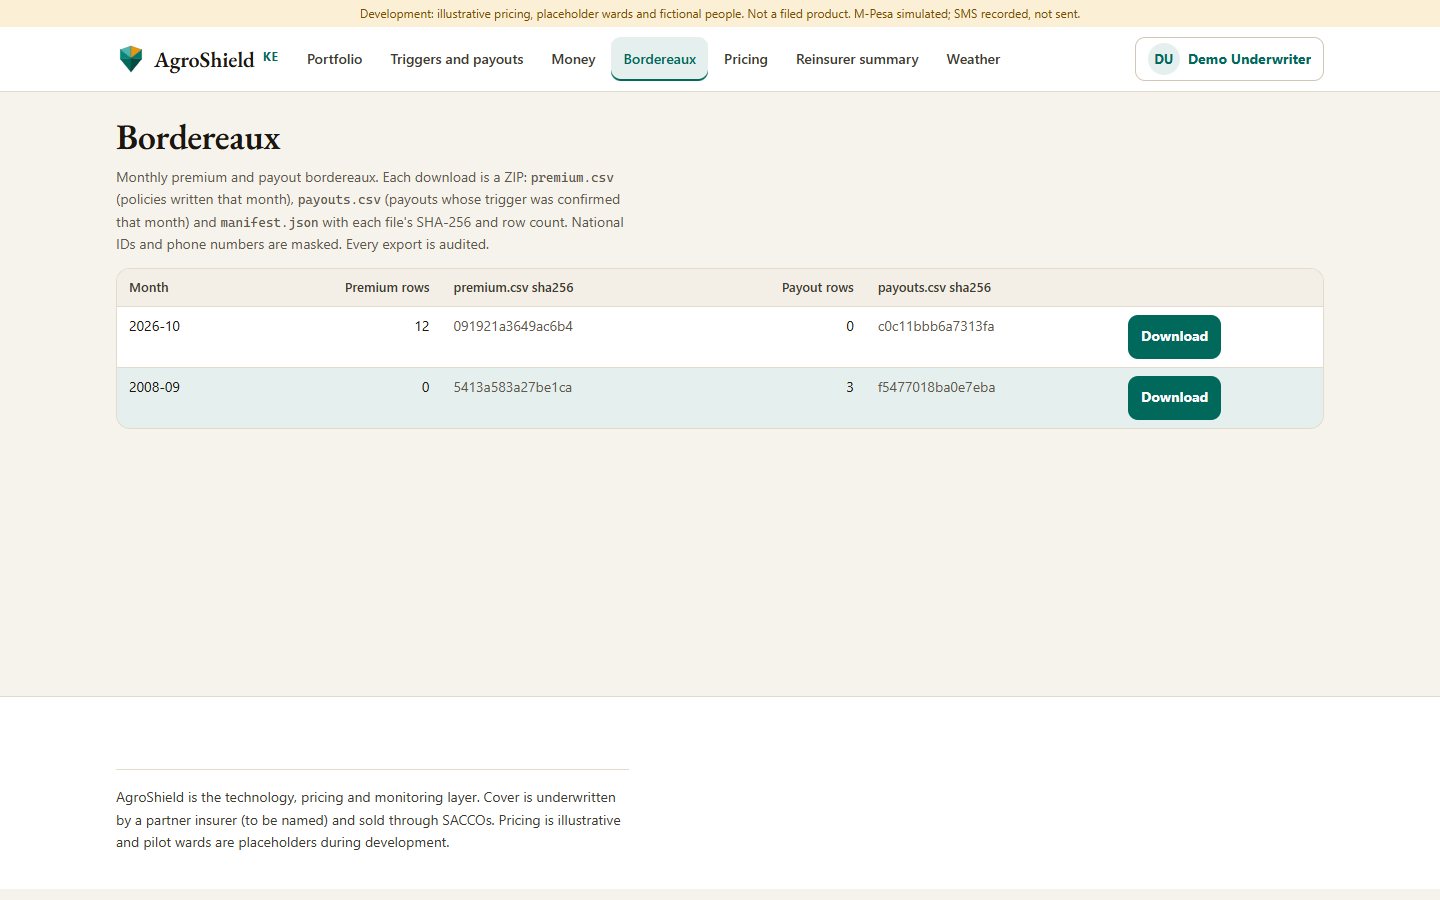 Development: illustrative pricing, placeholder wards and fictional people. Not a filed product. M-Pesa simulated; SMS recorded, not sent.
AgroShield KE Portfolio Triggers and payouts Money Bordereaux Pricing Reinsurer summary Weather DU Demo Underwriter
Bordereaux
Monthly premium and payout bordereaux. Each download is a ZIP: premium.csv
(policies written that month), payouts.csv (payouts whose trigger was confirmed
that month) and manifest.json with each file's SHA-256 and row count. National
IDs and phone numbers are masked. Every export is audited.
Month Premium rows premium.csv sha256 Payout rows payouts.csv sha256
2026-10 12 091921a3649ac6b4 0 c0c11bbb6a7313fa Download
2008-09 0 5413a583a27be1ca 3 f5477018ba0e7eba Download
AgroShield is the technology, pricing and monitoring layer. Cover is underwritten
by a partner insurer (to be named) and sold through SACCOs. Pricing is illustrative
and pilot wards are placeholders during development.